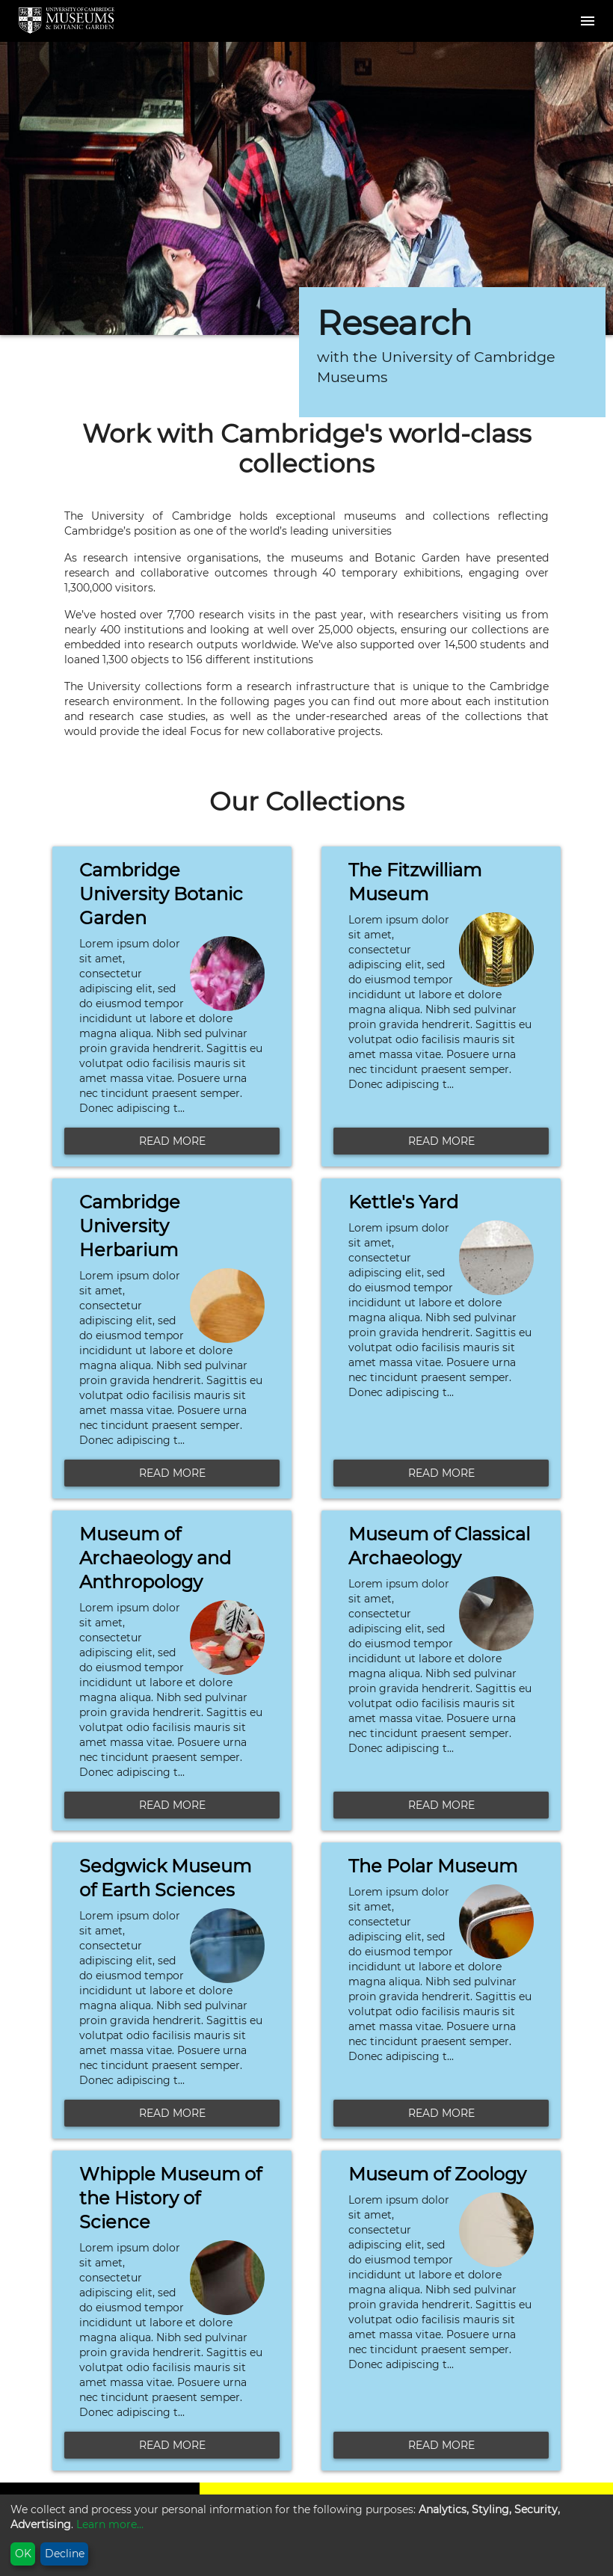 UNIVERSITY OF CAMBRIDGE
MUSEUMS
& BOTANIC GARDEN
Research
with the University of Cambridge
Museums
Work with Cambridge's world-class
collections
The University of Cambridge holds exceptional museums and collections reflecting
Cambridge's position as one of the world's leading universities
As research intensive organisations, the museums and Botanic Garden have presented
research and collaborative outcomes through 40 temporary exhibitions, engaging over
1,300,000 visitors.
We've hosted over 7,700 research visits in the past year, with researchers visiting us from
nearly 400 institutions and looking at well over 25,000 objects, ensuring our collections are
embedded into research outputs worldwide. We've also supported over 14,500 students and
loaned 1,300 objects to 156 different institutions
The University collections form a research infrastructure that is unique to the Cambridge
research environment. In the following pages you can find out more about each institution
and research case studies, as well as the under-researched areas of the collections that
would provide the ideal Focus for new collaborative projects.
Our Collections
Cambridge
University Botanic
Garden
Lorem ipsum dolor
sit amet,
consectetur
adipiscing elit, sed
do eiusmod tempor
incididunt ut labore et dolore
magna aliqua. Nibh sed pulvinar
proin gravida hendrerit. Sagittis eu
volutpat odio facilisis mauris sit
amet massa vitae. Posuere urna
nec tincidunt praesent semper.
Donec adipiscing t...
READ MORE
The Fitzwilliam
Museum
Lorem ipsum dolor
sit amet,
consectetur
adipiscing elit, sed
do eiusmod tempor
incididunt ut labore et dolore
magna aliqua. Nibh sed pulvinar
proin gravida hendrerit. Sagittis eu
volutpat odio facilisis mauris sit
amet massa vitae. Posuere urna
nec tincidunt praesent semper.
Donec adipiscing t...
READ MORE
Cambridge
University
Herbarium
Lorem ipsum dolor
sit amet,
consectetur
adipiscing elit, sed
do eiusmod tempor
incididunt ut labore et dolore
magna aliqua. Nibh sed pulvinar
proin gravida hendrerit. Sagittis eu
volutpat odio facilisis mauris sit
amet massa vitae. Posuere urna
nec tincidunt praesent semper.
Donec adipiscing t...
READ MORE
Kettle's Yard
Lorem ipsum dolor
sit amet,
consectetur
adipiscing elit, sed
do eiusmod tempor
incididunt ut labore et dolore
magna aliqua. Nibh sed pulvinar
proin gravida hendrerit. Sagittis eu
volutpat odio facilisis mauris sit
amet massa vitae. Posuere urna
nec tincidunt praesent semper.
Donec adipiscing t...
READ MORE
Museum of
Archaeology and
Anthropology
Lorem ipsum dolor
sit amet,
consectetur
adipiscing elit, sed
do eiusmod tempor
incididunt ut labore et dolore
magna aliqua. Nibh sed pulvinar
proin gravida hendrerit. Sagittis eu
volutpat odio facilisis mauris sit
amet massa vitae. Posuere urna
nec tincidunt praesent semper.
Donec adipiscing t...
READ MORE
Museum of Classical
Archaeology
Lorem ipsum dolor
sit amet,
consectetur
adipiscing elit, sed
do eiusmod tempor
incididunt ut labore et dolore
magna aliqua. Nibh sed pulvinar
proin gravida hendrerit. Sagittis eu
volutpat odio facilisis mauris sit
amet massa vitae. Posuere urna
nec tincidunt praesent semper.
Donec adipiscing t...
READ MORE
Sedgwick Museum
of Earth Sciences
Lorem ipsum dolor
sit amet,
consectetur
adipiscing elit, sed
do eiusmod tempor
incididunt ut labore et dolore
magna aliqua. Nibh sed pulvinar
proin gravida hendrerit. Sagittis eu
volutpat odio facilisis mauris sit
amet massa vitae. Posuere urna
nec tincidunt praesent semper.
Donec adipiscing t...
READ MORE
The Polar Museum
Lorem ipsum dolor
sit amet,
consectetur
adipiscing elit, sed
do eiusmod tempor
incididunt ut labore et dolore
magna aliqua. Nibh sed pulvinar
proin gravida hendrerit. Sagittis eu
volutpat odio facilisis mauris sit
amet massa vitae. Posuere urna
nec tincidunt praesent semper.
Donec adipiscing t...
READ MORE
Whipple Museum of
the History of
Science
Lorem ipsum dolor
sit amet,
consectetur
adipiscing elit, sed
do eiusmod tempor
incididunt ut labore et dolore
magna aliqua. Nibh sed pulvinar
proin gravida hendrerit. Sagittis eu
volutpat odio facilisis mauris sit
amet massa vitae. Posuere urna
nec tincidunt praesent semper.
Donec adipiscing t...
READ MORE
Museum of Zoology
Lorem ipsum dolor
sit amet,
consectetur
adipiscing elit, sed
do eiusmod tempor
incididunt ut labore et dolore
magna aliqua. Nibh sed pulvinar
proin gravida hendrerit. Sagittis eu
volutpat odio facilisis mauris sit
amet massa vitae. Posuere urna
nec tincidunt praesent semper.
Donec adipiscing t...
READ MORE
We collect and process your personal information for the following purposes: Analytics, Styling, Security,
Advertising. Learn more...
OK Decline